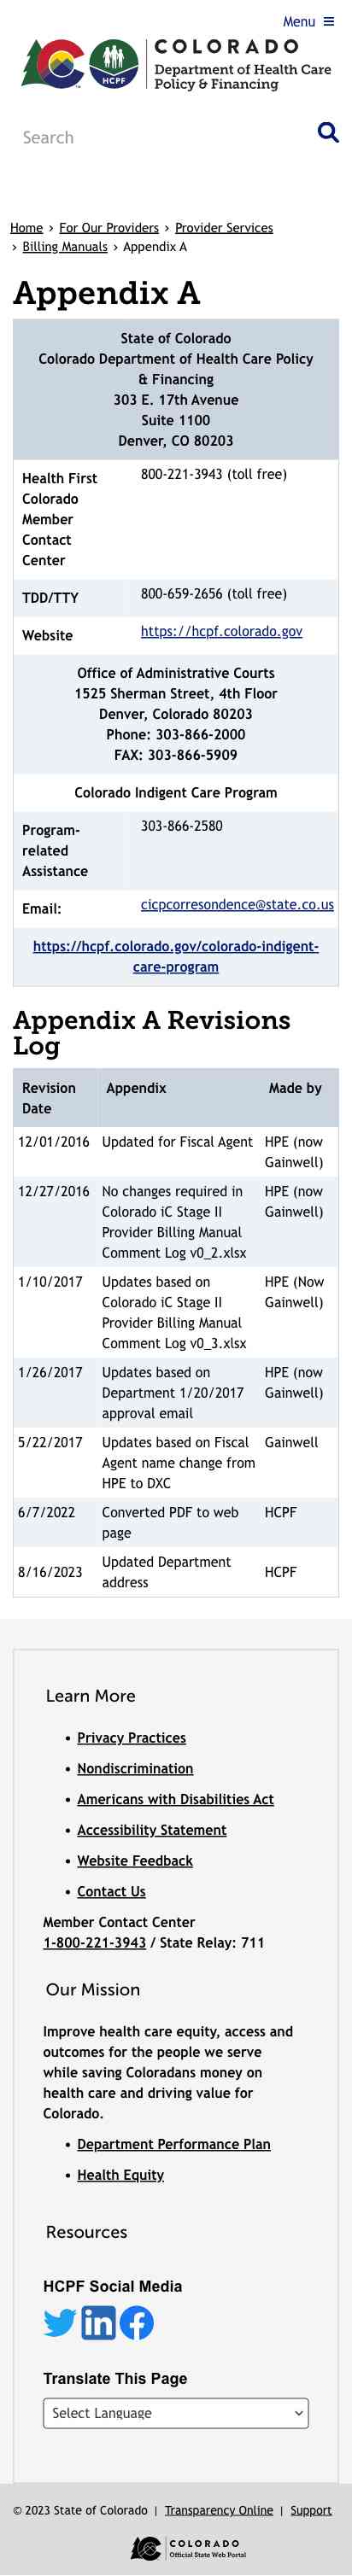 Menu
COLORADO
Department of Health Care
Policy & Financing
HCPF
TM
Search
Home › For Our Providers › Provider Services
› Billing Manuals › Appendix A
Appendix A
State of Colorado
Colorado Department of Health Care Policy
& Financing
303 E. 17th Avenue
Suite 1100
Denver, CO 80203
Health First
Colorado
Member
Contact
Center
800-221-3943 (toll free)
TDD/TTY
800-659-2656 (toll free)
Website
https://hcpf.colorado.gov
Office of Administrative Courts
1525 Sherman Street, 4th Floor
Denver, Colorado 80203
Phone: 303-866-2000
FAX: 303-866-5909
Colorado Indigent Care Program
Program-
related
Assistance
303-866-2580
Email:
cicpcorresondence@state.co.us
https://hcpf.colorado.gov/colorado-indigent-
care-program
Appendix A Revisions
Log
Revision
Date
Appendix
Made by
12/01/2016
Updated for Fiscal Agent
HPE (now
Gainwell)
12/27/2016
No changes required in
Colorado iC Stage II
Provider Billing Manual
Comment Log v0_2.xlsx
HPE (now
Gainwell)
1/10/2017
Updates based on
Colorado iC Stage II
Provider Billing Manual
Comment Log v0_3.xlsx
HPE (Now
Gainwell)
1/26/2017
Updates based on
Department 1/20/2017
approval email
HPE (now
Gainwell)
5/22/2017
Updates based on Fiscal
Agent name change from
HPE to DXC
Gainwell
6/7/2022
Converted PDF to web
page
HCPF
8/16/2023
Updated Department
address
HCPF
Learn More
• Privacy Practices
• Nondiscrimination
• Americans with Disabilities Act
• Accessibility Statement
• Website Feedback
• Contact Us
Member Contact Center
1-800-221-3943 / State Relay: 711
Our Mission
Improve health care equity, access and
outcomes for the people we serve
while saving Coloradans money on
health care and driving value for
Colorado.
• Department Performance Plan
• Health Equity
Resources
HCPF Social Media
in
Translate This Page
Select Language
© 2023 State of Colorado | Transparency Online | Support
COLORADO
Official State Web Portal